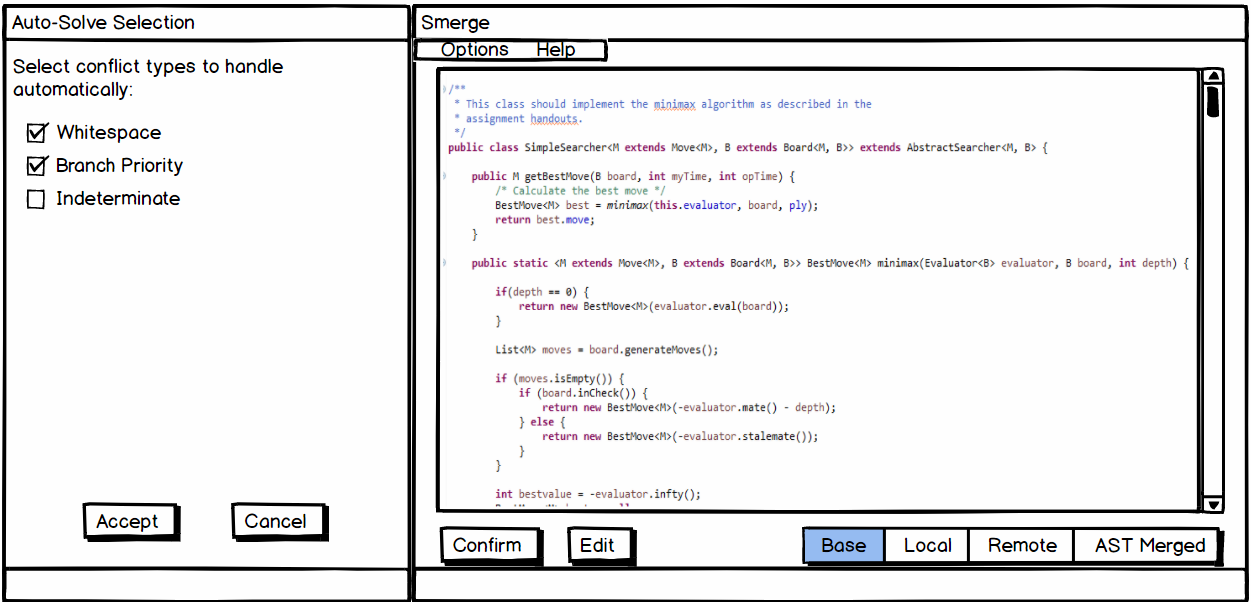 Auto-Solve Selection
Select conflict types to handle
automatically:
Whitespace
Branch Priority
Indeterminate
Accept
Cancel
Smerge
Options Help
/**
* This class should implement the minimax algorithm as described in the
* assignment handouts.
*/
public class SimpleSearcher<M extends Move<M>, B extends Board<M, B>> extends AbstractSearcher<M, B> {
public M getBestMove(B board, int myTime, int opTime) {
/* Calculate the best move */
BestMove<M> best = minimax(this.evaluator, board, ply);
return best.move;
}
public static <M extends Move<M>, B extends Board<M, B>> BestMove<M> minimax(Evaluator<B> evaluator, B board, int depth) {
if(depth == 0) {
return new BestMove<M>(evaluator.eval(board));
}
List<M> moves = board.generateMoves();
if (moves.isEmpty()) {
if (board.inCheck()) {
return new BestMove<M>(-evaluator.mate() - depth);
} else {
return new BestMove<M>(-evaluator.stalemate());
}
}
int bestvalue = -evaluator.infty();
Confirm
Edit
Base
Local
Remote
AST Merged